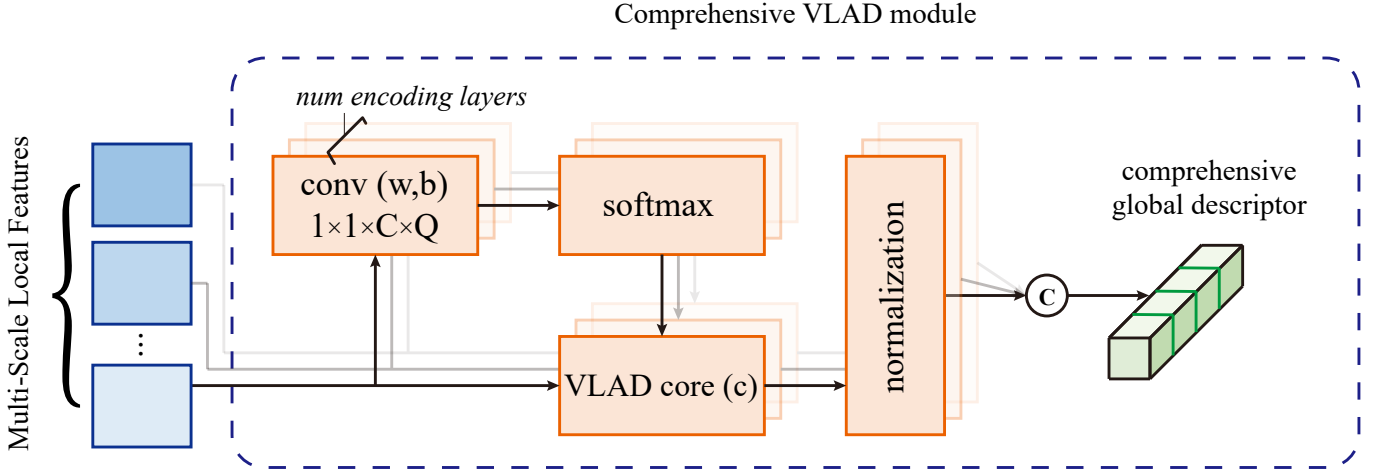 Comprehensive VLAD module
Multi-Scale Local Features
num encoding layers
conv (w,b)
1×1×C×Q
softmax
VLAD core (c)
normalization
C
comprehensive
global descriptor
⋮